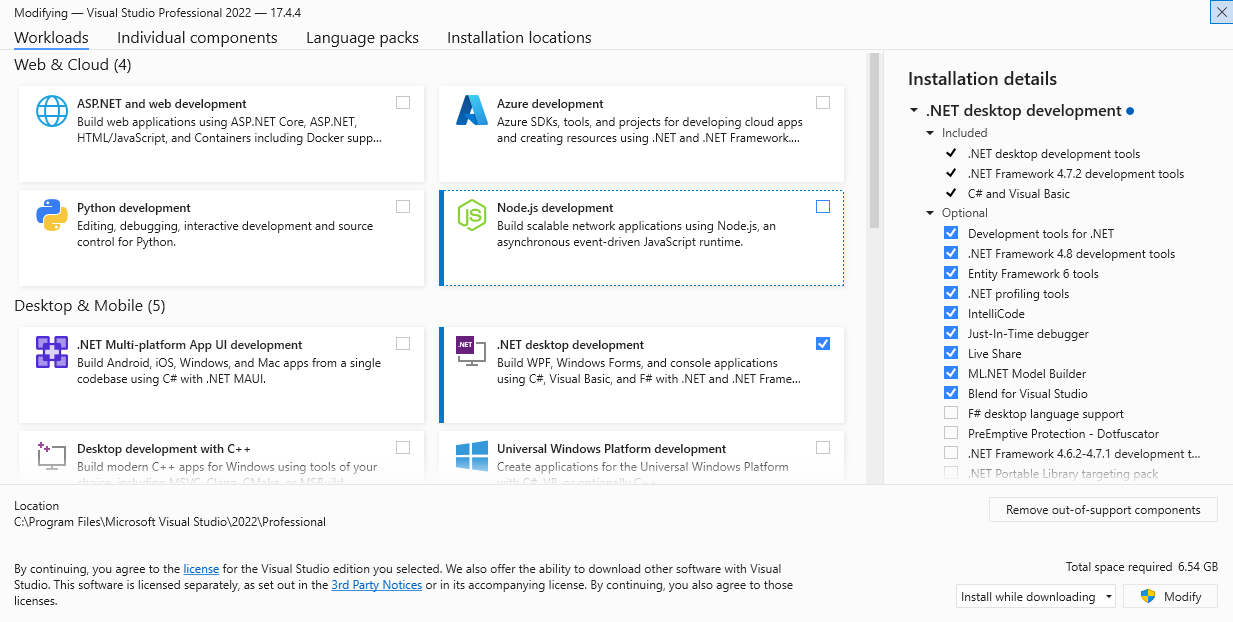 Modifying — Visual Studio Professional 2022 — 17.4.4
Workloads
Individual components
Language packs
Installation locations
Web & Cloud (4)
ASP.NET and web development
Build web applications using ASP.NET Core, ASP.NET,
HTML/JavaScript, and Containers including Docker supp...
Azure development
Azure SDKs, tools, and projects for developing cloud apps
and creating resources using .NET and .NET Framework....
Python development
Editing, debugging, interactive development and source
control for Python.
JS
Node.js development
Build scalable network applications using Node.js, an
asynchronous event-driven JavaScript runtime.
Desktop & Mobile (5)
.NET Multi-platform App UI development
Build Android, iOS, Windows, and Mac apps from a single
codebase using C# with .NET MAUI.
.NET
.NET desktop development
Build WPF, Windows Forms, and console applications
using C#, Visual Basic, and F# with .NET and .NET Frame...
Desktop development with C++
Build modern C++ apps for Windows using tools of your
choice, including MSVC, Clang, CMake, or MSBuild.
Universal Windows Platform development
Create applications for the Universal Windows Platform
with C#, VB, or optionally C++.
Installation details
.NET desktop development
Included
.NET desktop development tools
.NET Framework 4.7.2 development tools
C# and Visual Basic
Optional
Development tools for .NET
.NET Framework 4.8 development tools
Entity Framework 6 tools
.NET profiling tools
IntelliCode
Just-In-Time debugger
Live Share
ML.NET Model Builder
Blend for Visual Studio
F# desktop language support
PreEmptive Protection - Dotfuscator
.NET Framework 4.6.2-4.7.1 development t...
.NET Portable Library targeting pack
Location
C:\Program Files\Microsoft Visual Studio\2022\Professional
Remove out-of-support components
By continuing, you agree to the license for the Visual Studio edition you selected. We also offer the ability to download other software with Visual
Studio. This software is licensed separately, as set out in the 3rd Party Notices or in its accompanying license. By continuing, you also agree to those
licenses.
Total space required 6.54 GB
Install while downloading
Modify